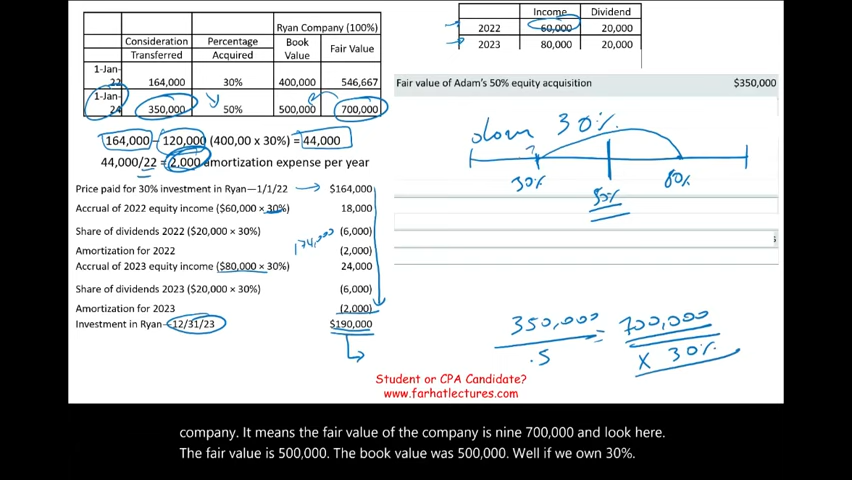 Ryan Company (100%)
Consideration Transferred Percentage Acquired Book Value Fair Value
1-Jan-22 164,000 30% 400,000 546,667
1-Jan-24 350,000 50% 500,000 700,000
Income Dividend
2022 60,000 20,000
2023 80,000 20,000
164,000 - 120,000 (400,00 x 30%) = 44,000
44,000/22 = 2,000 amortization expense per year
Price paid for 30% investment in Ryan—1/1/22 $164,000
Accrual of 2022 equity income ($60,000 × 30%) 18,000
Share of dividends 2022 ($20,000 × 30%) (6,000)
174,000
Amortization for 2022 (2,000)
Accrual of 2023 equity income ($80,000 × 30%) 24,000
Share of dividends 2023 ($20,000 × 30%) (6,000)
Amortization for 2023 (2,000)
Investment in Ryan—12/31/23 $190,000
Fair value of Adam's 50% equity acquisition $350,000
down 30%
30% 50% 80%
350,000 / .5 = 700,000
x 30%
Student or CPA Candidate?
www.farhatlectures.com
company. It means the fair value of the company is nine 700,000 and look here.
The fair value is 500,000. The book value was 500,000. Well if we own 30%.